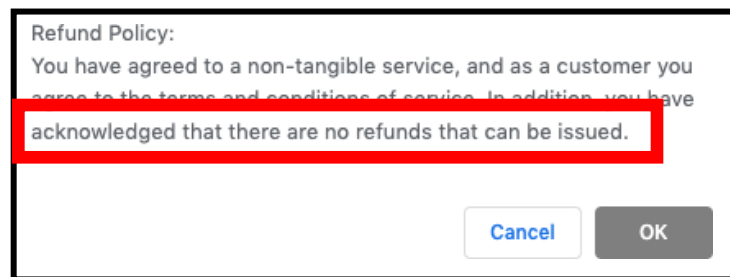 Refund Policy:
You have agreed to a non-tangible service, and as a customer you
agree to the terms and conditions of service. In addition, you have
acknowledged that there are no refunds that can be issued.
Cancel
OK